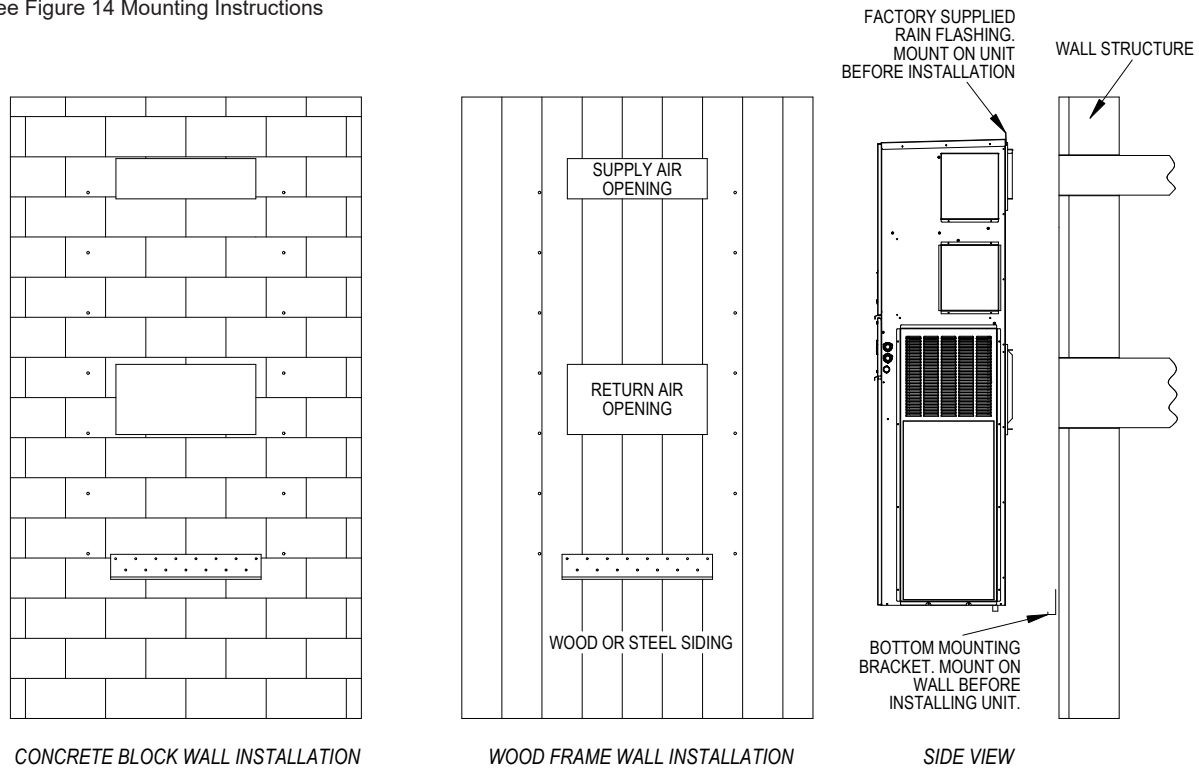 ee Figure 14 Mounting Instructions
FACTORY SUPPLIED
RAIN FLASHING.
MOUNT ON UNIT
BEFORE INSTALLATION
WALL STRUCTURE
SUPPLY AIR
OPENING
RETURN AIR
OPENING
WOOD OR STEEL SIDING
BOTTOM MOUNTING
BRACKET. MOUNT ON
WALL BEFORE
INSTALLING UNIT.
CONCRETE BLOCK WALL INSTALLATION
WOOD FRAME WALL INSTALLATION
SIDE VIEW